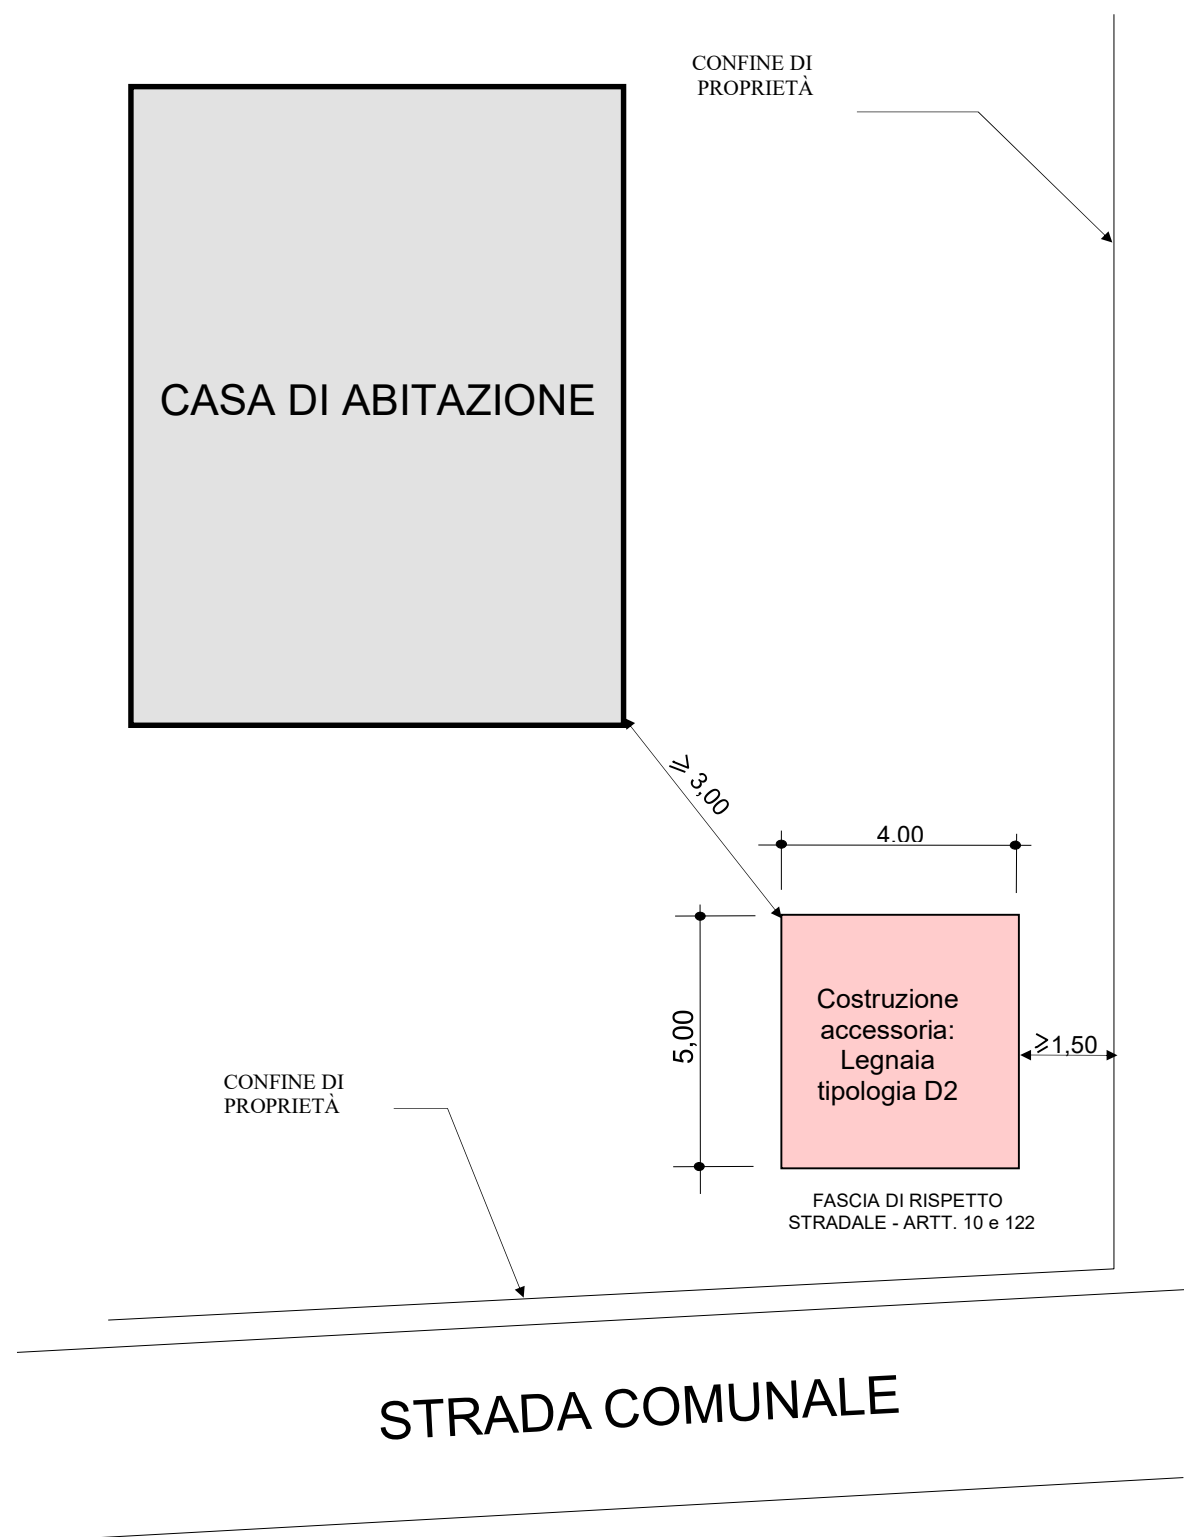 CONFINE DI
PROPRIETÀ
CASA DI ABITAZIONE
⩾ 3,00
4.00
5,00
Costruzione
accessoria:
Legnaia
tipologia D2
⩾1,50
CONFINE DI
PROPRIETÀ
FASCIA DI RISPETTO
STRADALE - ARTT. 10 e 122
STRADA COMUNALE